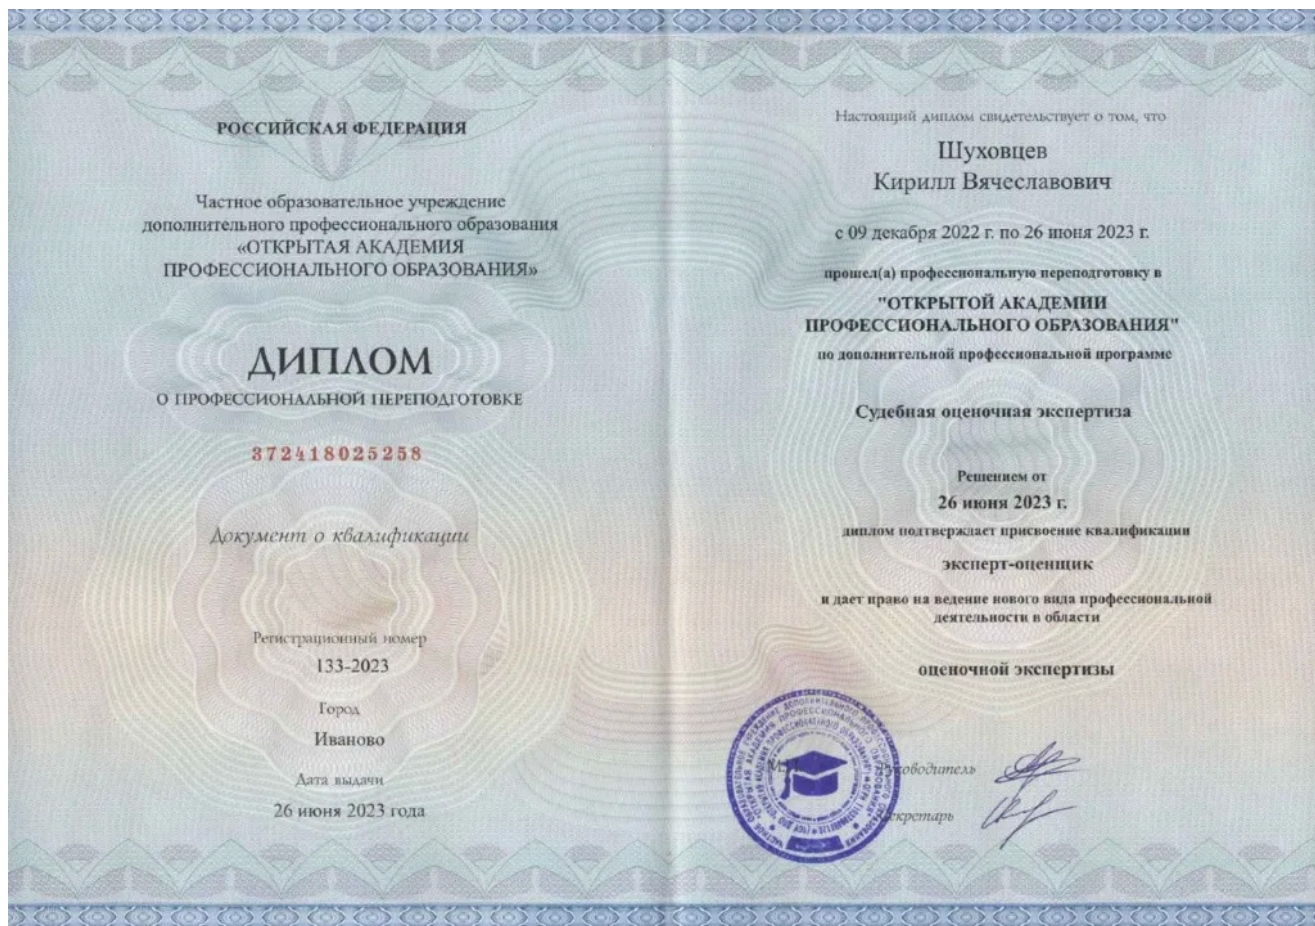 РОССИЙСКАЯ ФЕДЕРАЦИЯ
Частное образовательное учреждение
дополнительного профессионального образования
«ОТКРЫТАЯ АКАДЕМИЯ
ПРОФЕССИОНАЛЬНОГО ОБРАЗОВАНИЯ»
ДИПЛОМ
О ПРОФЕССИОНАЛЬНОЙ ПЕРЕПОДГОТОВКЕ
372418025258
Документ о квалификации
Регистрационный номер
133-2023
Город
Иваново
Дата выдачи
26 июня 2023 года
Настоящий диплом свидетельствует о том, что
Шуховцев
Кирилл Вячеславович
с 09 декабря 2022 г. по 26 июня 2023 г.
прошел(а) профессиональную переподготовку в
"ОТКРЫТОЙ АКАДЕМИИ
ПРОФЕССИОНАЛЬНОГО ОБРАЗОВАНИЯ"
по дополнительной профессиональной программе
Судебная оценочная экспертиза
Решением от
26 июня 2023 г.
диплом подтверждает присвоение квалификации
эксперт-оценщик
и дает право на ведение нового вида профессиональной
деятельности в области
оценочной экспертизы
Руководитель
Секретарь